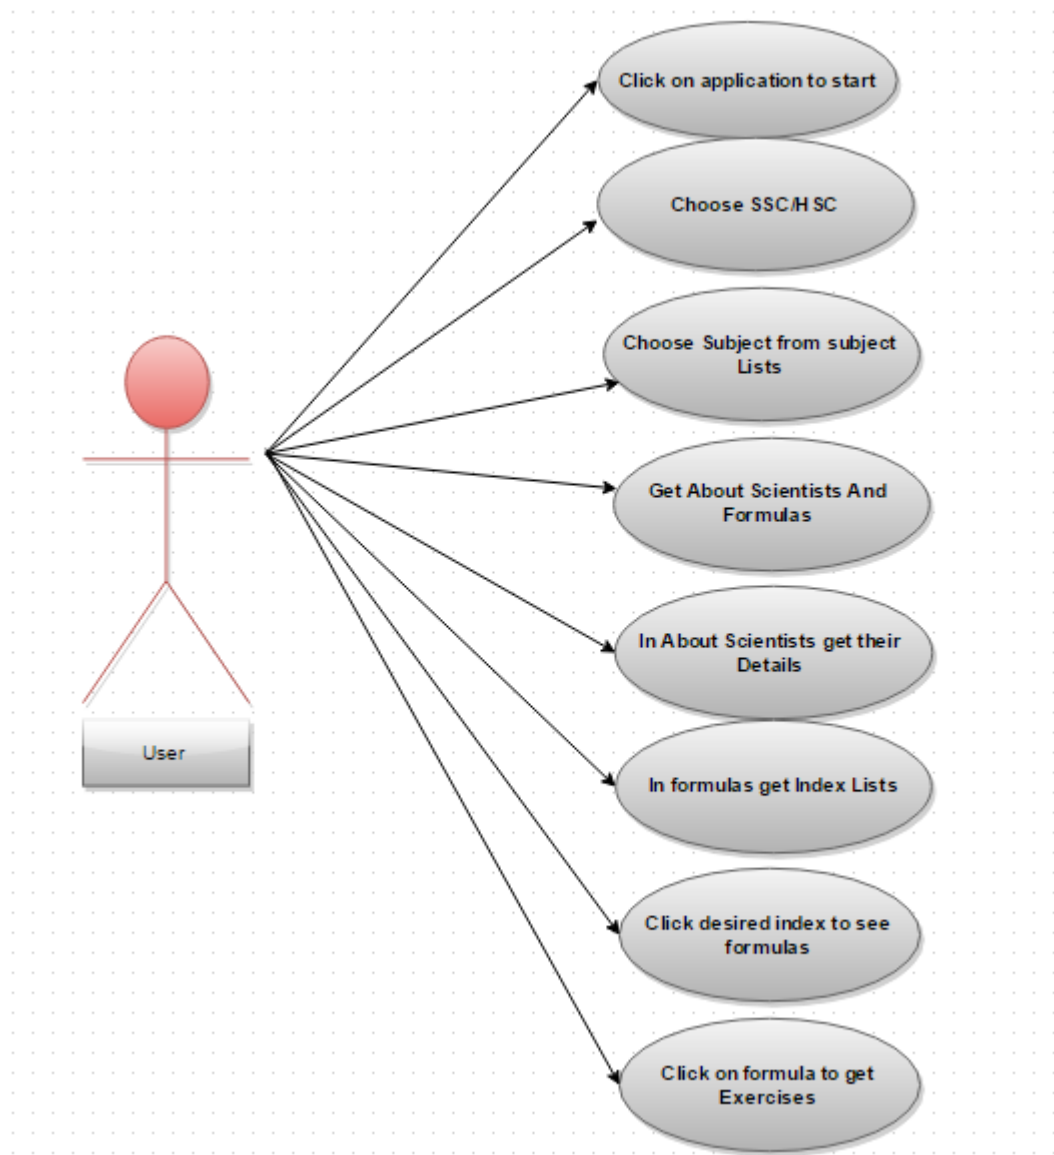 Click on application to start
Choose SSC/HSC
Choose Subject from subject
Lists
Get About Scientists And
Formulas
In About Scientists get their
Details
User
In formulas get Index Lists
Click desired index to see
formulas
Click on formula to get
Exercises